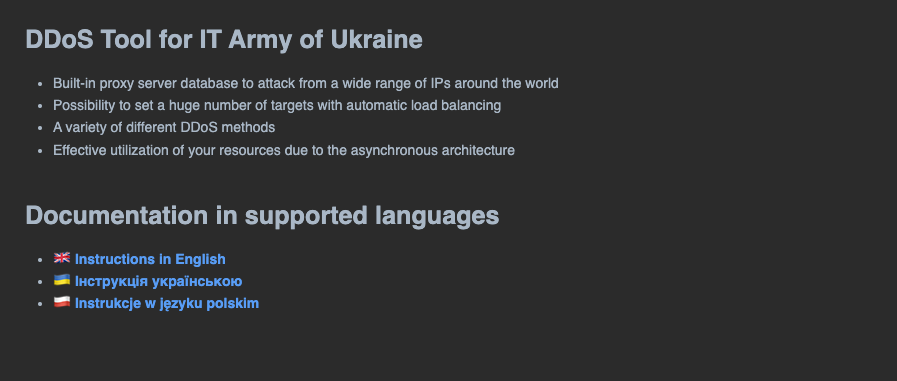 DDoS Tool for IT Army of Ukraine
Built-in proxy server database to attack from a wide range of IPs around the world
Possibility to set a huge number of targets with automatic load balancing
A variety of different DDoS methods
Effective utilization of your resources due to the asynchronous architecture
Documentation in supported languages
Instructions in English
Інструкція українською
Instrukcje w języku polskim